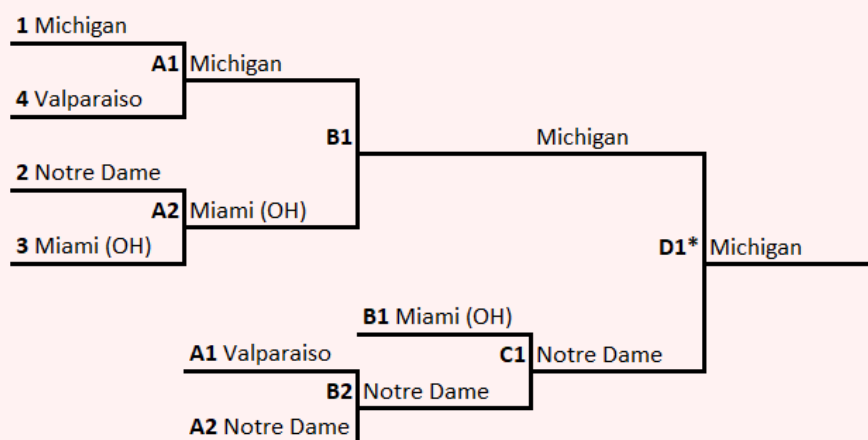 1 Michigan
A1 Michigan
4 Valparaiso
B1 Michigan
2 Notre Dame
A2 Miami (OH)
3 Miami (OH)
D1* Michigan
B1 Miami (OH)
A1 Valparaiso
C1 Notre Dame
B2 Notre Dame
A2 Notre Dame